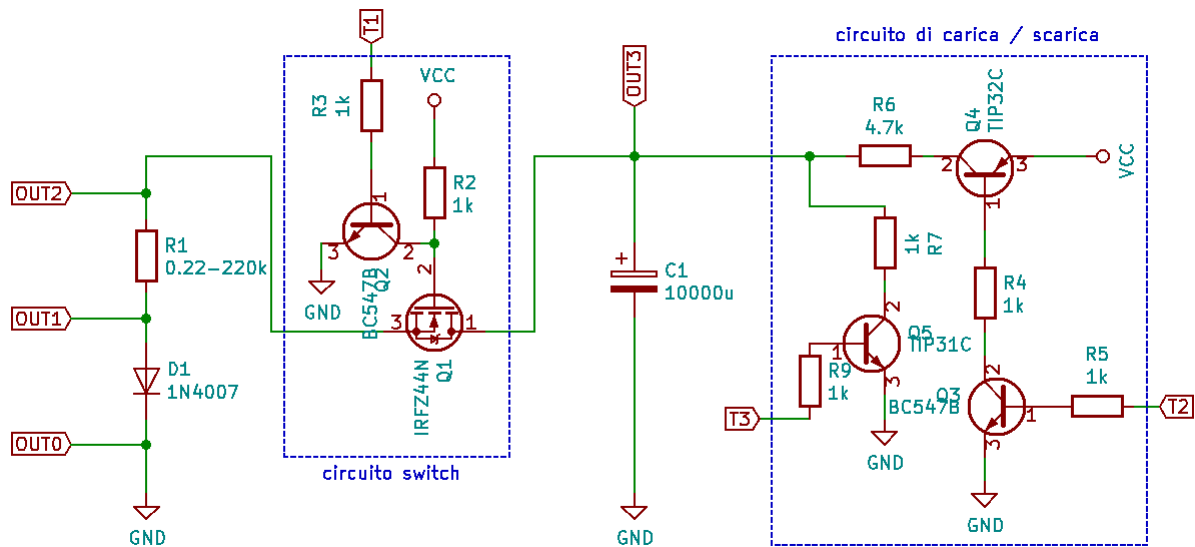 circuito di carica / scarica
T1
VCC
R3
1k
OUT3
R6
4.7k
Q4
TIP32C
2
3
1
VCC
OUT2
R2
1k
1
3
2
R1
0.22-220k
GND
BC547B
Q2
2
3
1
IRFZ44N
Q1
C1
10000u
1k
R7
R4
1k
2
Q5
TIP31C
1
3
R9
1k
OUT1
D1
1N4007
R5
1k
2
Q3
BC547B
1
3
T3
T2
OUT0
GND
circuito switch
GND
GND
GND